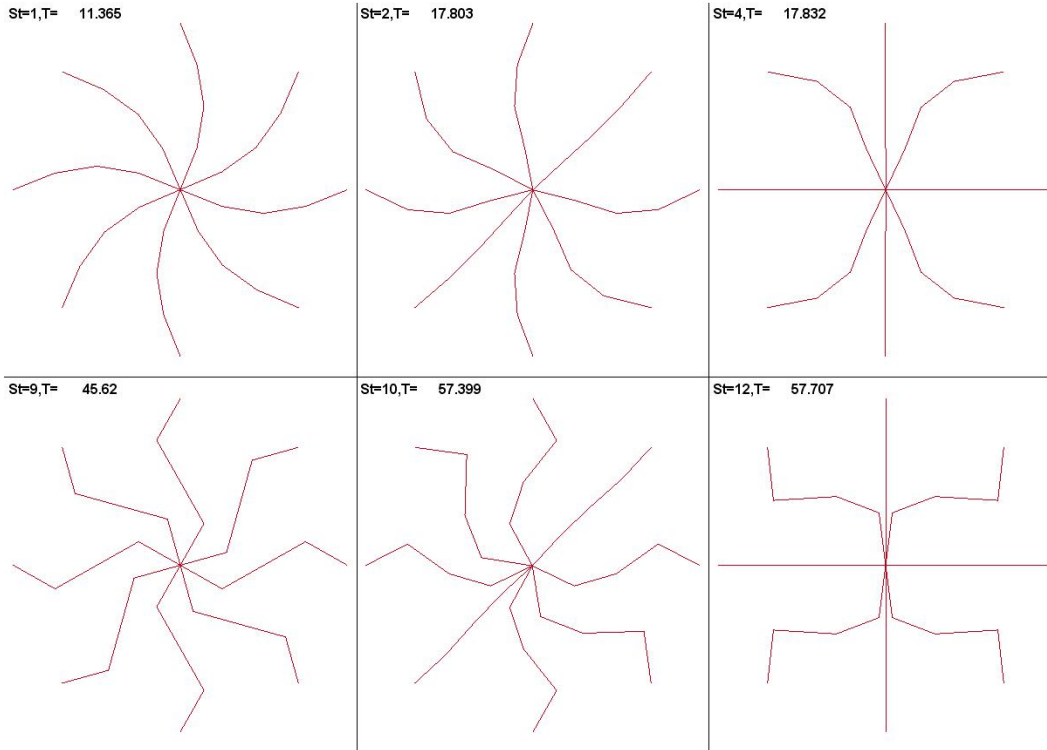 St=1,T= 11.365
St=2,T= 17.803
St=4,T= 17.832
St=9,T= 45.62
St=10,T= 57.399
St=12,T= 57.707